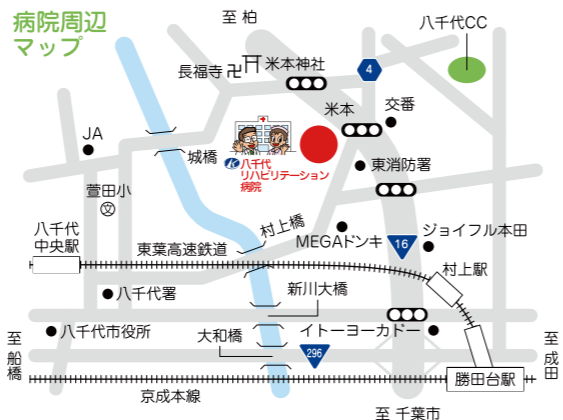 病院周辺
マップ
至 柏
八千代CC
長福寺 卍
米本神社
4
米本
交番
JA
城橋
八千代
リハビリテーション
病院
東消防署
萱田小
文
村上橋
MEGAドンキ
16
ジョイフル本田
八千代
中央駅
東葉高速鉄道
村上駅
八千代署
新川大橋
八千代市役所
大和橋
イトーヨーカドー
至 船橋
296
至 成田
勝田台駅
京成本線
至 千葉市